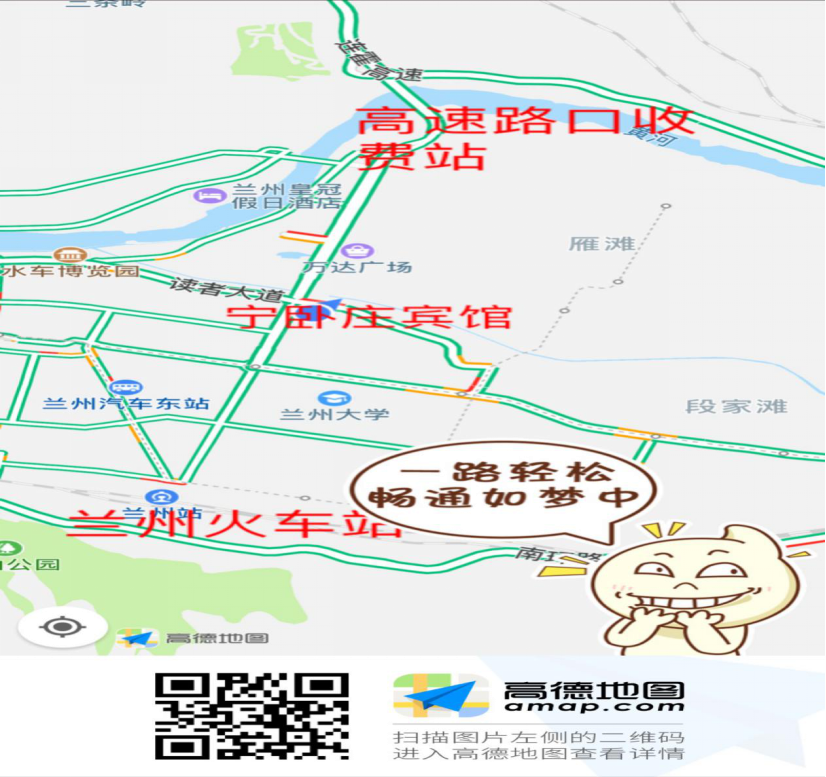 兰秦岭
连霍高速
高速路口收
费站
黄河
兰州皇冠
假日酒店
雁滩
万达广场
水车博览园
读者大道
宁卧庄宾馆
兰州汽车东站
兰州大学
段家滩
一路轻松
畅通如梦中
兰州站
兰州火车站
公园
高德地图
高德地图
amap.com
扫描图片左侧的二维码
进入高德地图查看详情